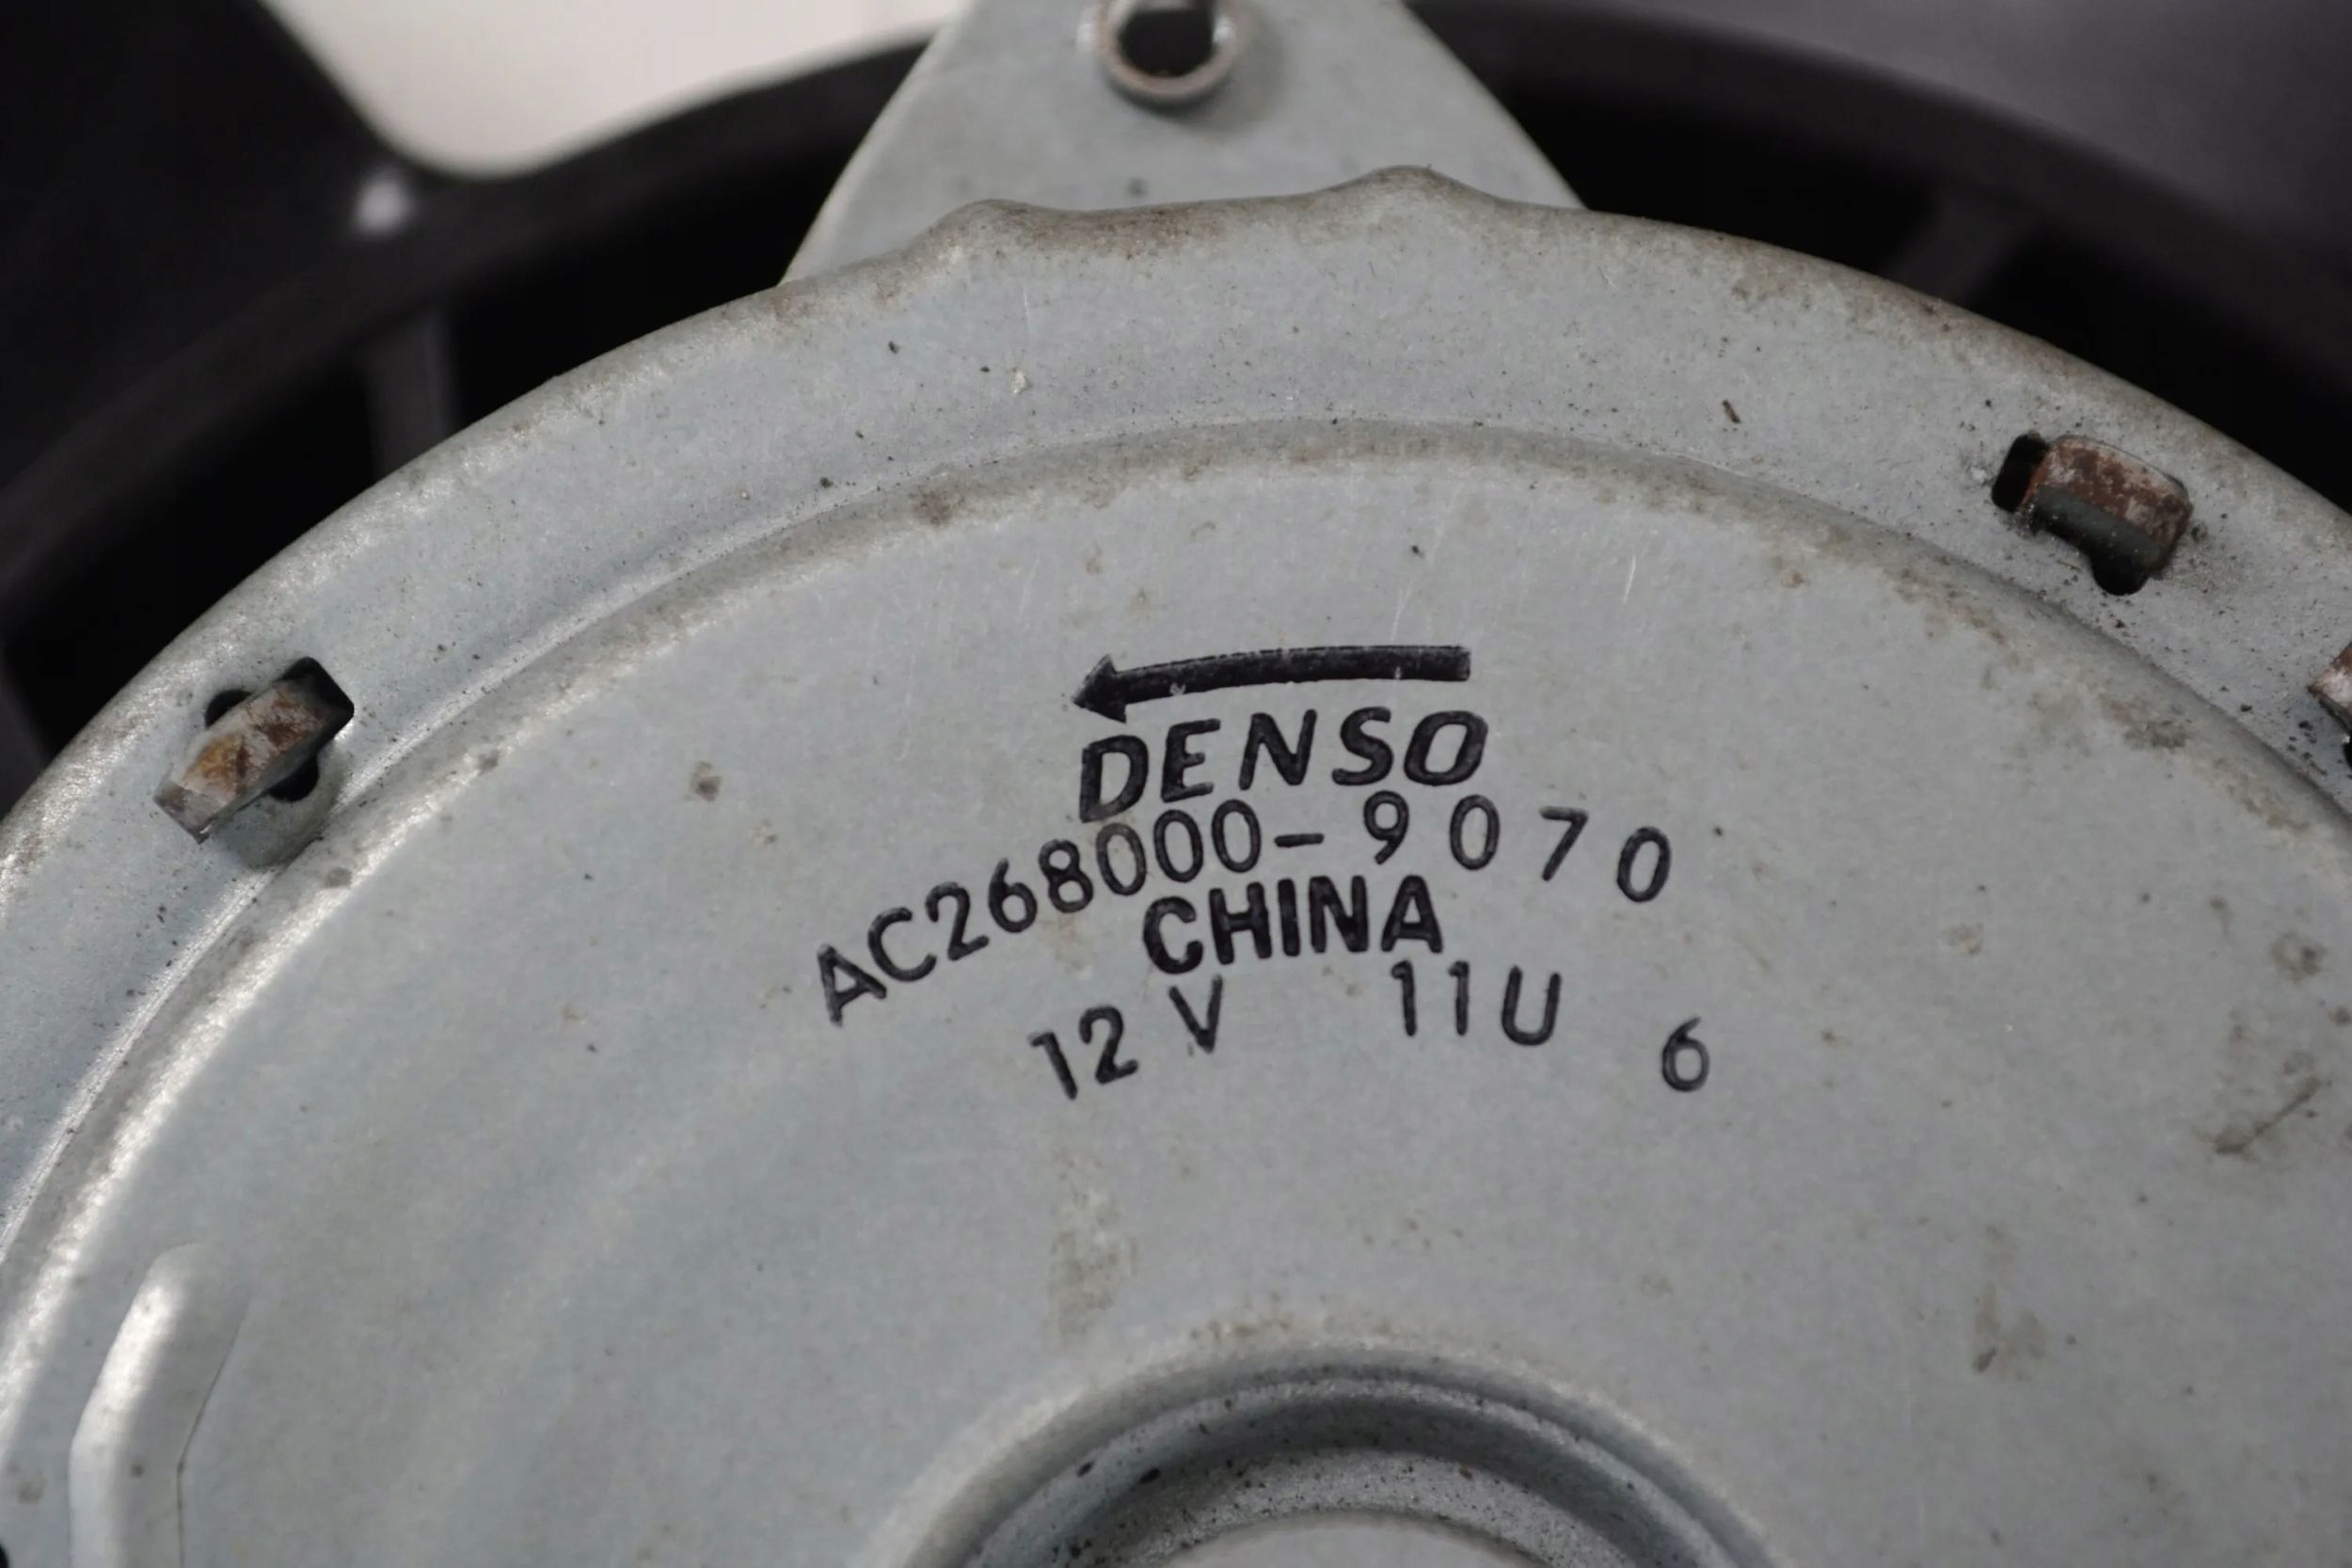 DENSO
AC268000-9070
CHINA
12V 11U 6